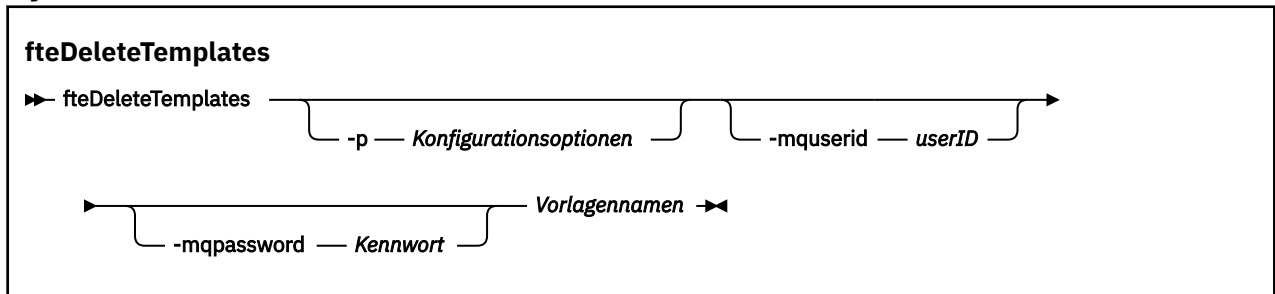 fteDeleteTemplates
fteDeleteTemplates
-p Konfigurationsoptionen -mquserid userID
Vorlagennamen
-mqpassword Kennwort